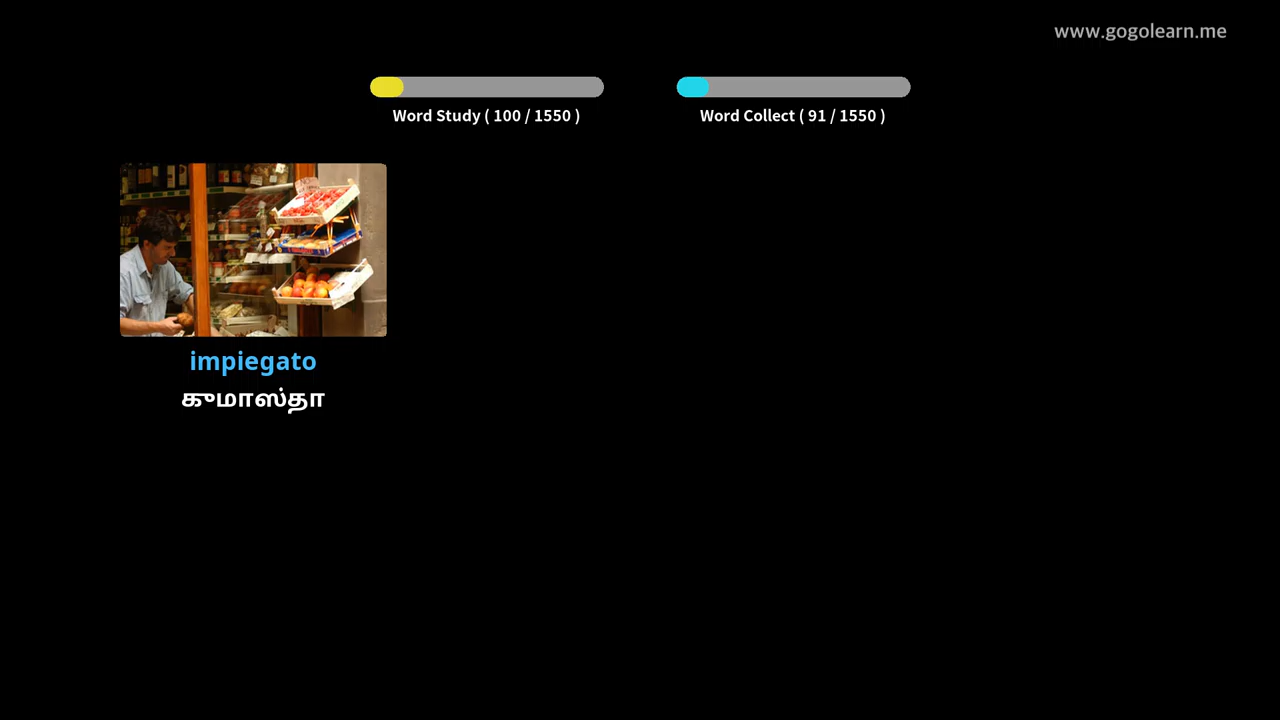 www.gogolearn.me
Word Study ( 100 / 1550 )
Word Collect ( 91 / 1550 )
impiegato
குமாஸ்தா